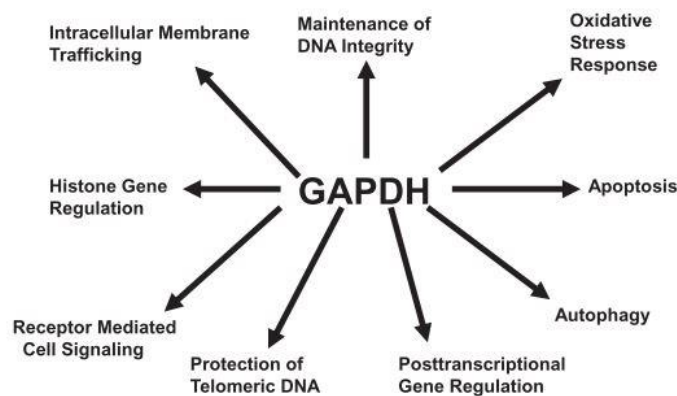 Intracellular Membrane
Trafficking
Maintenance of
DNA Integrity
Oxidative
Stress
Response
Histone Gene
Regulation
GAPDH
Apoptosis
Receptor Mediated
Cell Signaling
Protection of
Telomeric DNA
Posttranscriptional
Gene Regulation
Autophagy